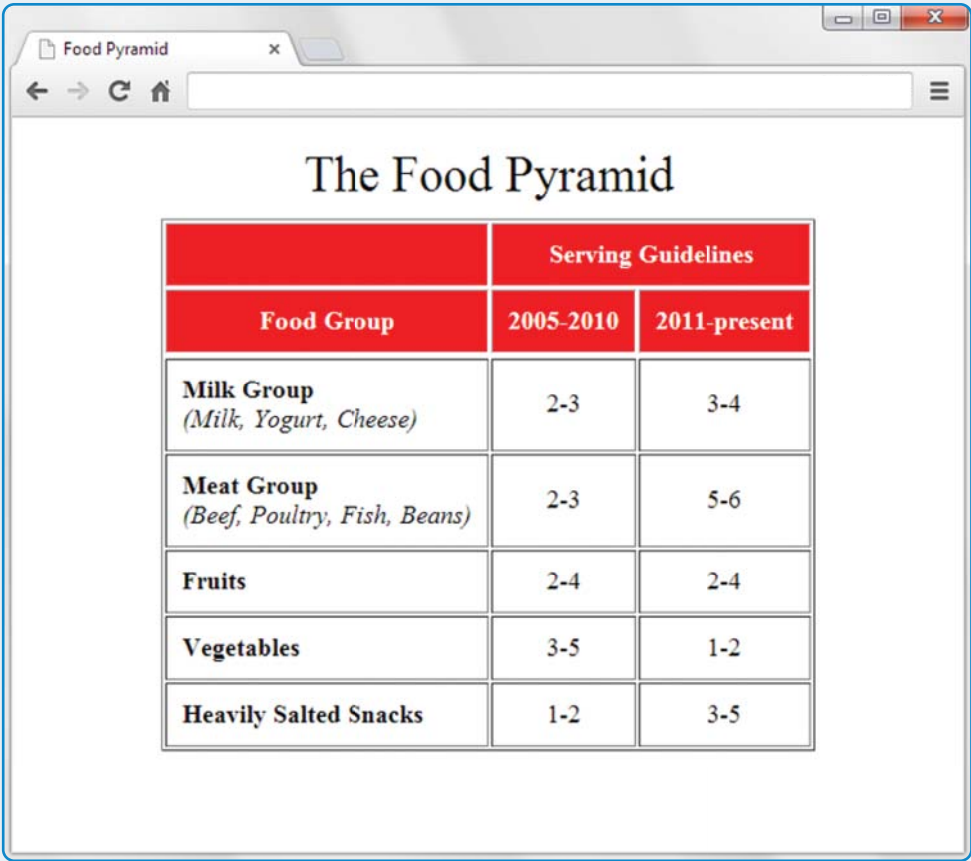 Food Pyramid
The Food Pyramid
Serving Guidelines
Food Group 2005-2010 2011-present
Milk Group
(Milk, Yogurt, Cheese) 2-3 3-4
Meat Group
(Beef, Poultry, Fish, Beans) 2-3 5-6
Fruits 2-4 2-4
Vegetables 3-5 1-2
Heavily Salted Snacks 1-2 3-5